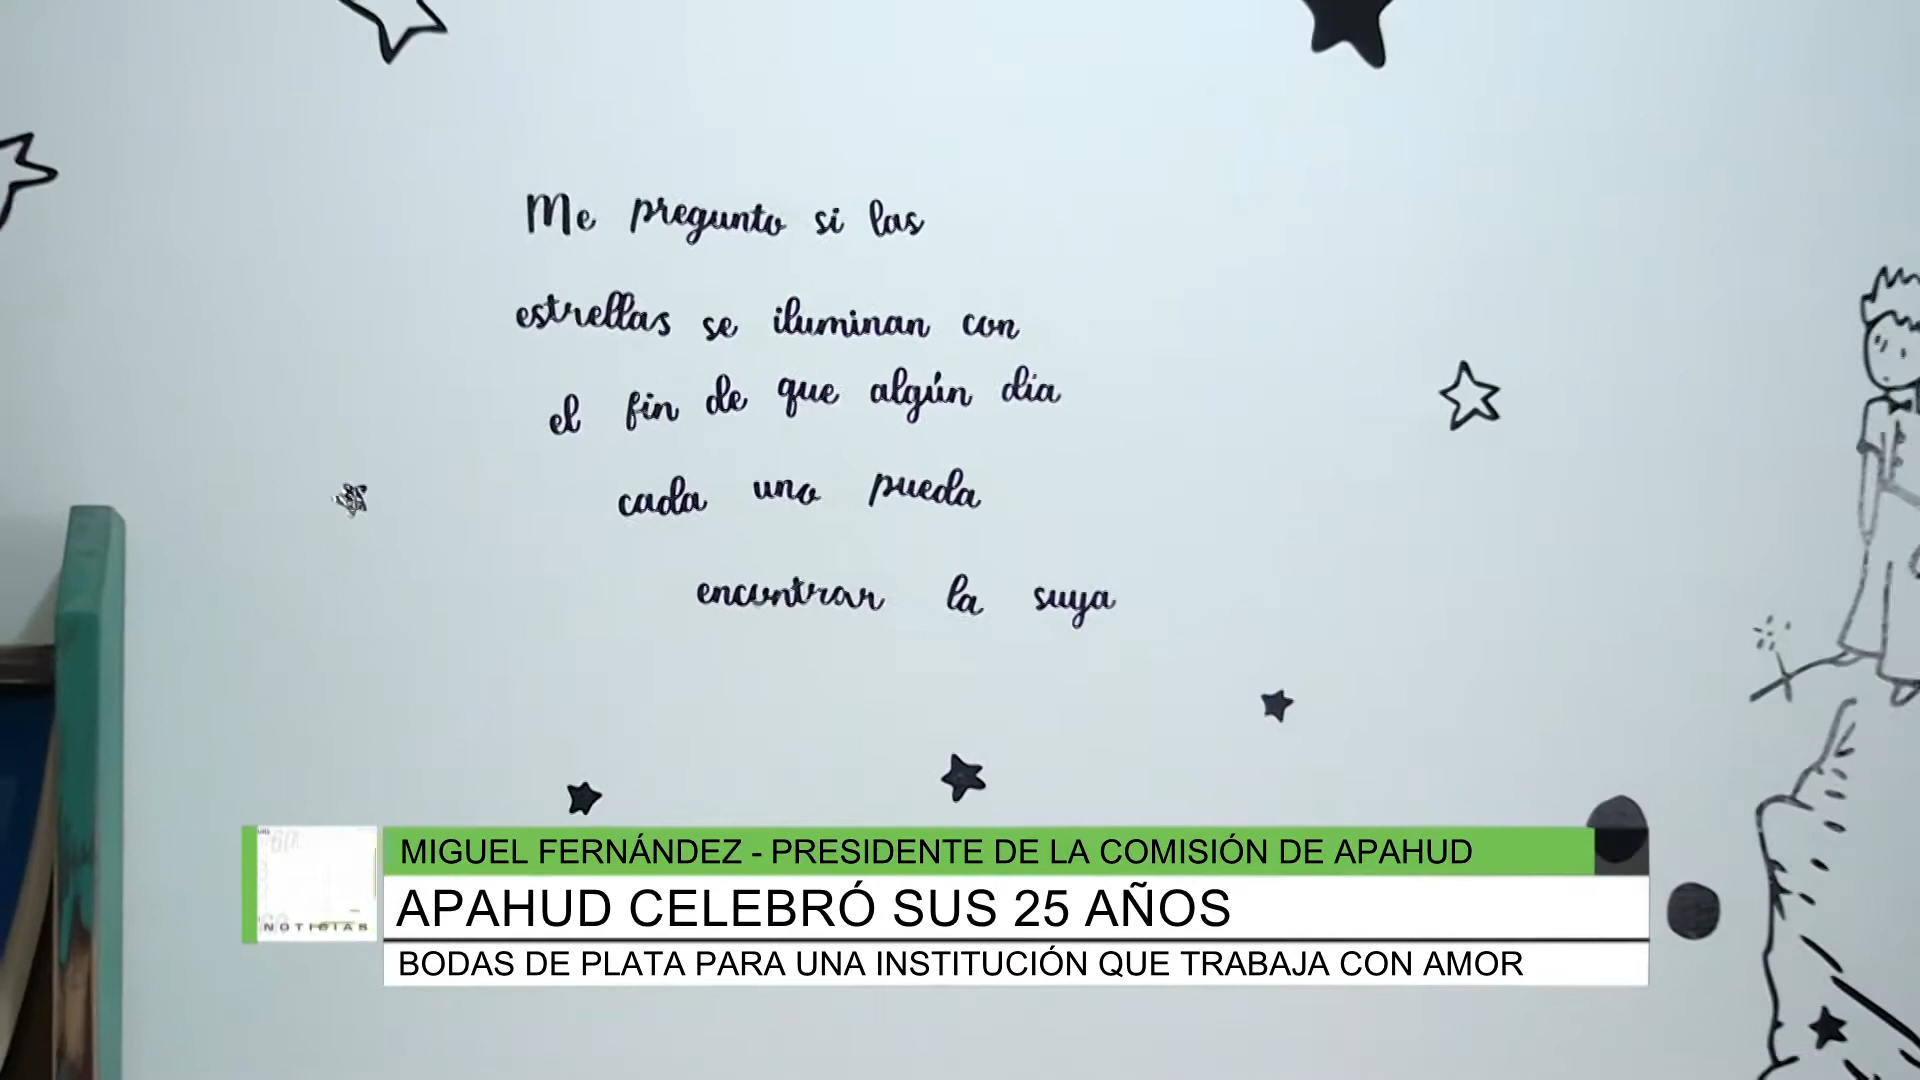 Me pregunto si las
estrellas se iluminan con
el fin de que algún día
cada uno pueda
encontrar la suya
MIGUEL FERNÁNDEZ - PRESIDENTE DE LA COMISIÓN DE APAHUD
APAHUD CELEBRÓ SUS 25 AÑOS
NOTICIAS
BODAS DE PLATA PARA UNA INSTITUCIÓN QUE TRABAJA CON AMOR